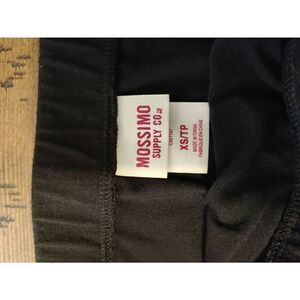 MOSSIMO
SUPPLY CO
XS/TP
MADE IN CHINA
FABRIQUÉ EN CHINE